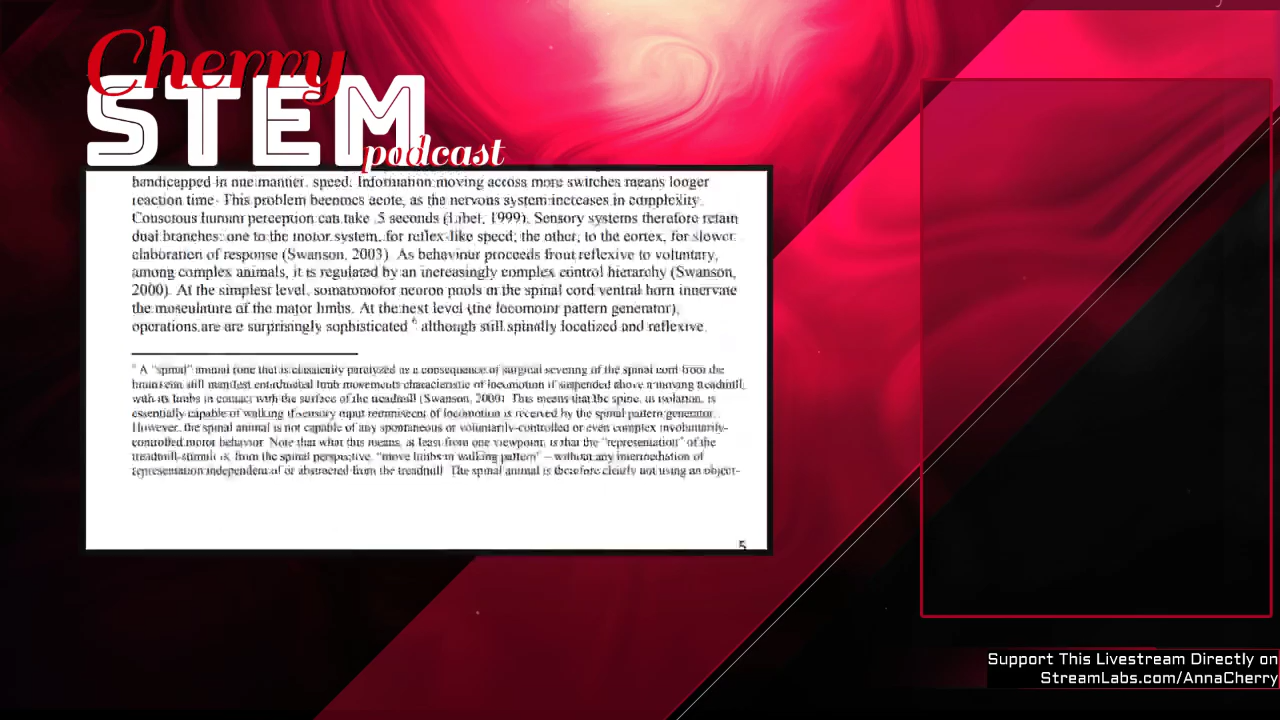 Cherry
STEM
podcast
handicapped in one manner. speed. Information moving across more switches means longer
reaction time. This problem becomes acute, as the nervous system increases in complexity.
Conscious human perception can take .5 seconds (Libet, 1999). Sensory systems therefore retain
dual branches: one to the motor system, for reflex-like speed; the other, to the cortex, for slower
elaboration of response (Swanson, 2003). As behaviour proceeds from reflexive to voluntary,
among complex animals, it is regulated by an increasingly complex control hierarchy (Swanson,
2000). At the simplest level, somatomotor neuron pools in the spinal cord ventral horn innervate
the musculature of the major limbs. At the next level (the locomotor pattern generator),
operations are are surprisingly sophisticated 6 although still spinally localized and reflexive.
6 A "spinal" animal (one that is classically paralyzed as a consequence of surgical severing of the spinal cord from the
brainstem still manifest coordinated limb movements characteristic of locomotion if suspended above a moving treadmill
with its limbs in contact with the surface of the treadmill (Swanson, 2000) This means that the spine, in isolation, is
essentially capable of walking if sensory input reminiscent of locomotion is received by the spinal pattern generator.
However, the spinal animal is not capable of any spontaneous or voluntarily-controlled or even complex involuntarily-
controlled motor behavior. Note that what this means, at least from one viewpoint, is that the "representation" of the
treadmill-stimuli is, from the spinal perspective, "move limbs in walking pattern" – without any intermediation of
representation independent of or abstracted from the treadmill. The spinal animal is therefore clearly not using an object-
5
Support This Livestream Directly on
StreamLabs.com/AnnaCherry